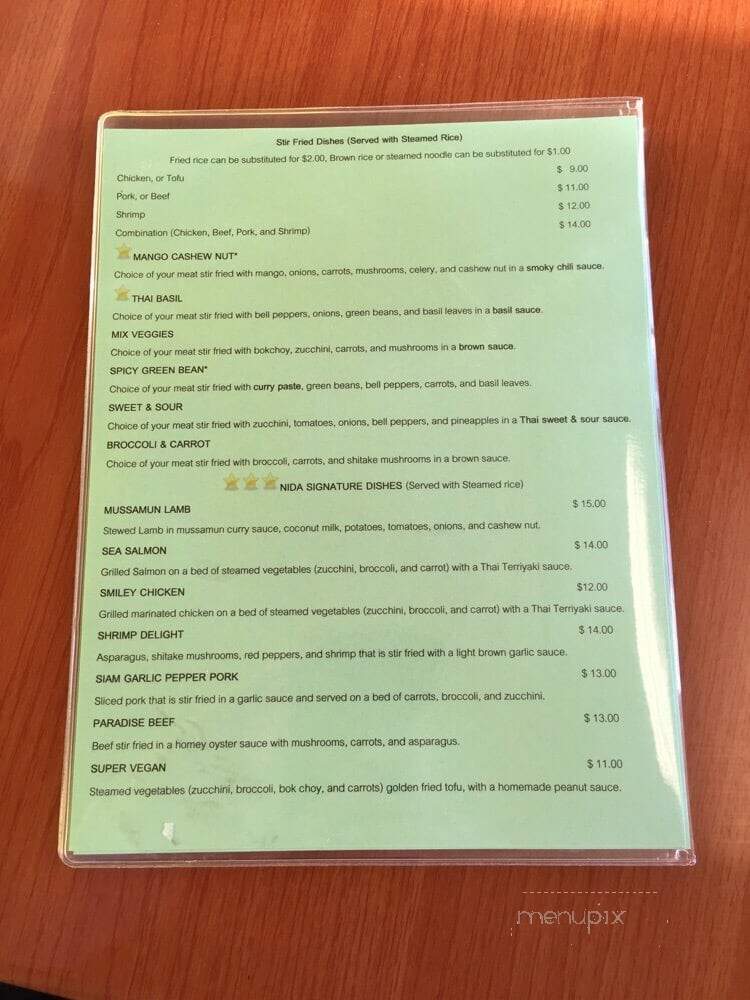 Stir Fried Dishes (Served with Steamed Rice)
Fried rice can be substituted for $2.00, Brown rice or steamed noodle can be substituted for $1.00
Chicken, or Tofu $ 9.00
Pork, or Beef $ 11.00
Shrimp $ 12.00
Combination (Chicken, Beef, Pork, and Shrimp) $ 14.00
MANGO CASHEW NUT*
Choice of your meat stir fried with mango, onions, carrots, mushrooms, celery, and cashew nut in a smoky chili sauce.
THAI BASIL
Choice of your meat stir fried with bell peppers, onions, green beans, and basil leaves in a basil sauce.
MIX VEGGIES
Choice of your meat stir fried with bokchoy, zucchini, carrots, and mushrooms in a brown sauce.
SPICY GREEN BEAN*
Choice of your meat stir fried with curry paste, green beans, bell peppers, carrots, and basil leaves.
SWEET & SOUR
Choice of your meat stir fried with zucchini, tomatoes, onions, bell peppers, and pineapples in a Thai sweet & sour sauce.
BROCCOLI & CARROT
Choice of your meat stir fried with broccoli, carrots, and shitake mushrooms in a brown sauce.
NIDA SIGNATURE DISHES (Served with Steamed rice)
MUSSAMUN LAMB $ 15.00
Stewed Lamb in mussamun curry sauce, coconut milk, potatoes, tomatoes, onions, and cashew nut.
SEA SALMON $ 14.00
Grilled Salmon on a bed of steamed vegetables (zucchini, broccoli, and carrot) with a Thai Terriyaki sauce.
SMILEY CHICKEN $12.00
Grilled marinated chicken on a bed of steamed vegetables (zucchini, broccoli, and carrot) with a Thai Terriyaki sauce.
SHRIMP DELIGHT $ 14.00
Asparagus, shitake mushrooms, red peppers, and shrimp that is stir fried with a light brown garlic sauce.
SIAM GARLIC PEPPER PORK $ 13.00
Sliced pork that is stir fried in a garlic sauce and served on a bed of carrots, broccoli, and zucchini.
PARADISE BEEF $ 13.00
Beef stir fried in a homey oyster sauce with mushrooms, carrots, and asparagus.
SUPER VEGAN $ 11.00
Steamed vegetables (zucchini, broccoli, bok choy, and carrots) golden fried tofu, with a homemade peanut sauce.
menupix